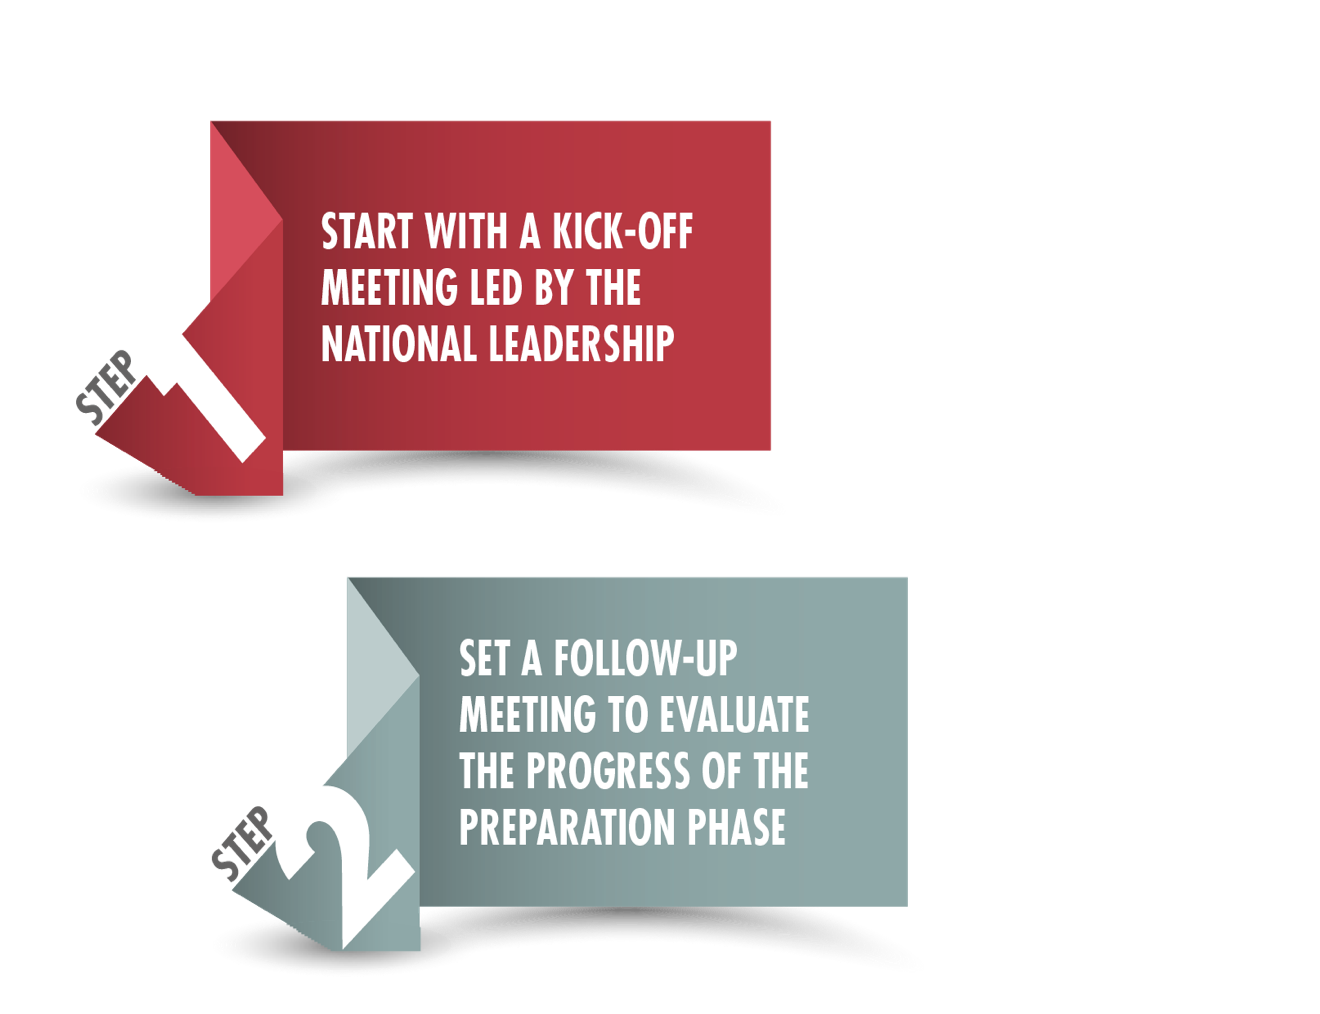 STEP 1
START WITH A KICK-OFF
MEETING LED BY THE
NATIONAL LEADERSHIP
STEP 2
SET A FOLLOW-UP
MEETING TO EVALUATE
THE PROGRESS OF THE
PREPARATION PHASE